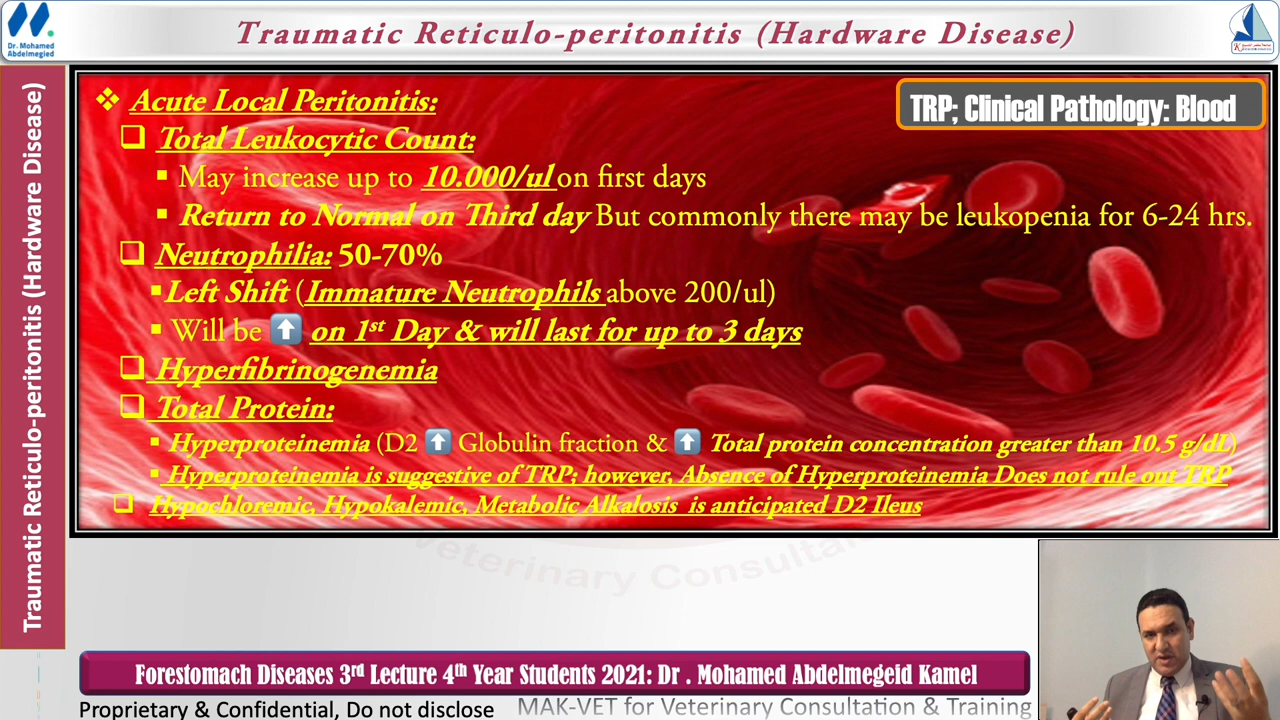 Dr. Mohamed
Abdelmegied
Traumatic Reticulo-peritonitis (Hardware Disease)
Traumatic Reticulo-peritonitis (Hardware Disease)
TRP; Clinical Pathology: Blood
❖ Acute Local Peritonitis:
❑ Total Leukocytic Count:
▪ May increase up to 10.000/ul on first days
▪ Return to Normal on Third day But commonly there may be leukopenia for 6-24 hrs.
❑ Neutrophilia: 50-70%
▪ Left Shift (Immature Neutrophils above 200/ul)
▪ Will be ⬆ on 1st Day & will last for up to 3 days
❑ Hyperfibrinogenemia
❑ Total Protein:
▪ Hyperproteinemia (D2 ⬆ Globulin fraction & ⬆ Total protein concentration greater than 10.5 g/dL)
▪ Hyperproteinemia is suggestive of TRP; however, Absence of Hyperproteinemia Does not rule out TRP
❑ Hypochloremic, Hypokalemic, Metabolic Alkalosis is anticipated D2 Ileus
Veterinary Consulta
Forestomach Diseases 3rd Lecture 4th Year Students 2021: Dr . Mohamed Abdelmegeid Kamel
Proprietary & Confidential, Do not disclose
MAK-VET for Veterinary Consultation & Training